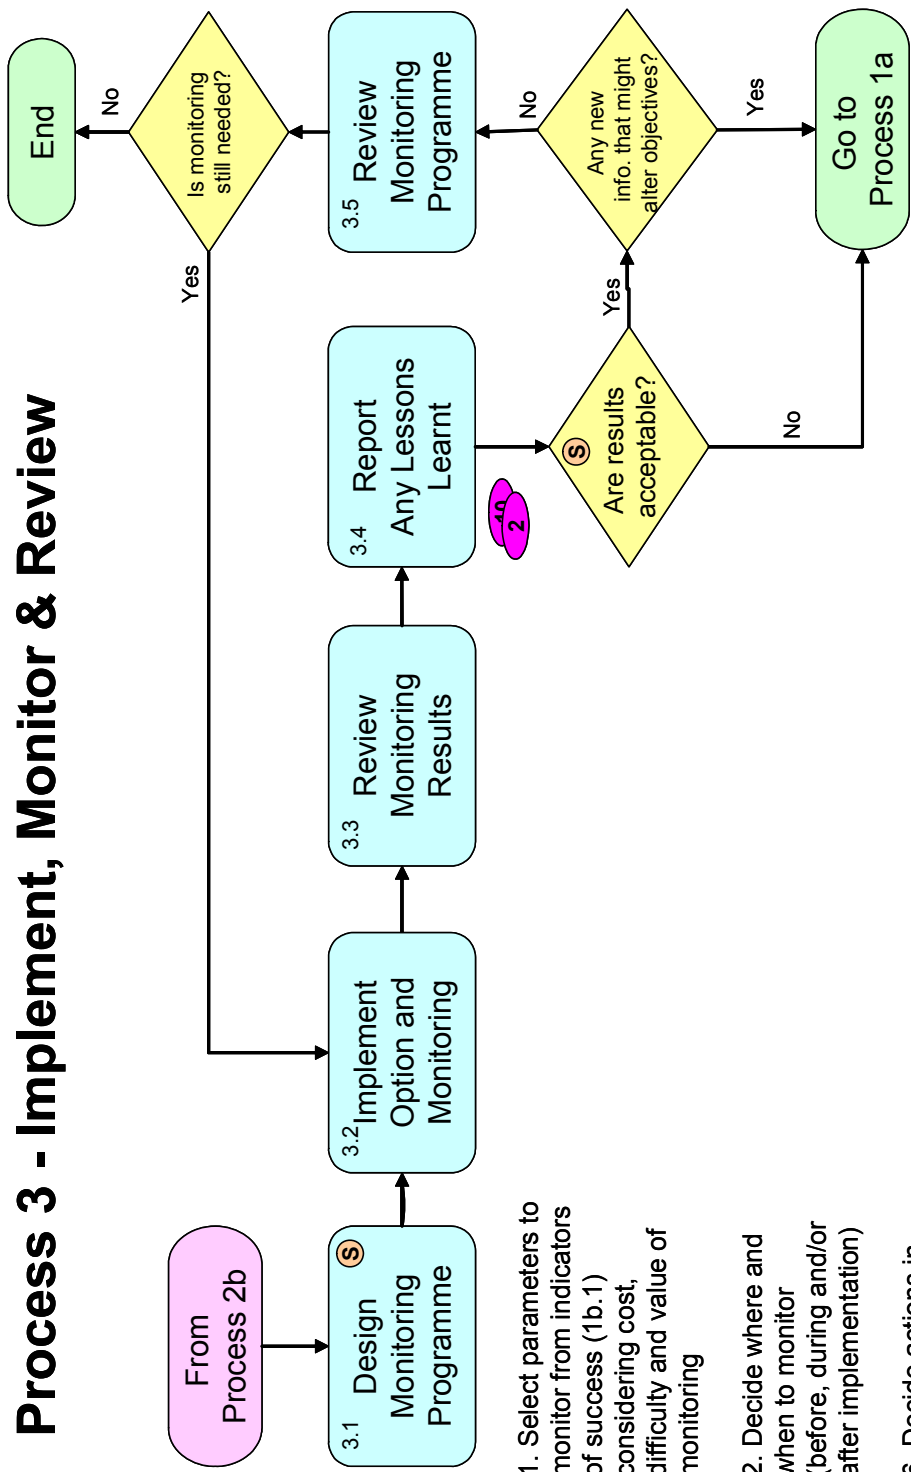 Process 3 - Implement, Monitor & Review
From
Process 2b
3.1 Design
Monitoring
Programme
S
3.2 Implement
Option and
Monitoring
3.3 Review
Monitoring
Results
3.4 Report
Any Lessons
Learnt
2
S
Are results
acceptable?
Yes
No
Any new
info. that might
alter objectives?
No
Yes
Go to
Process 1a
3.5 Review
Monitoring
Programme
Is monitoring
still needed?
Yes
No
End
1. Select parameters to
monitor from indicators
of success (1b.1)
considering cost,
difficulty and value of
monitoring
2. Decide where and
when to monitor
(before, during and/or
after implementation)